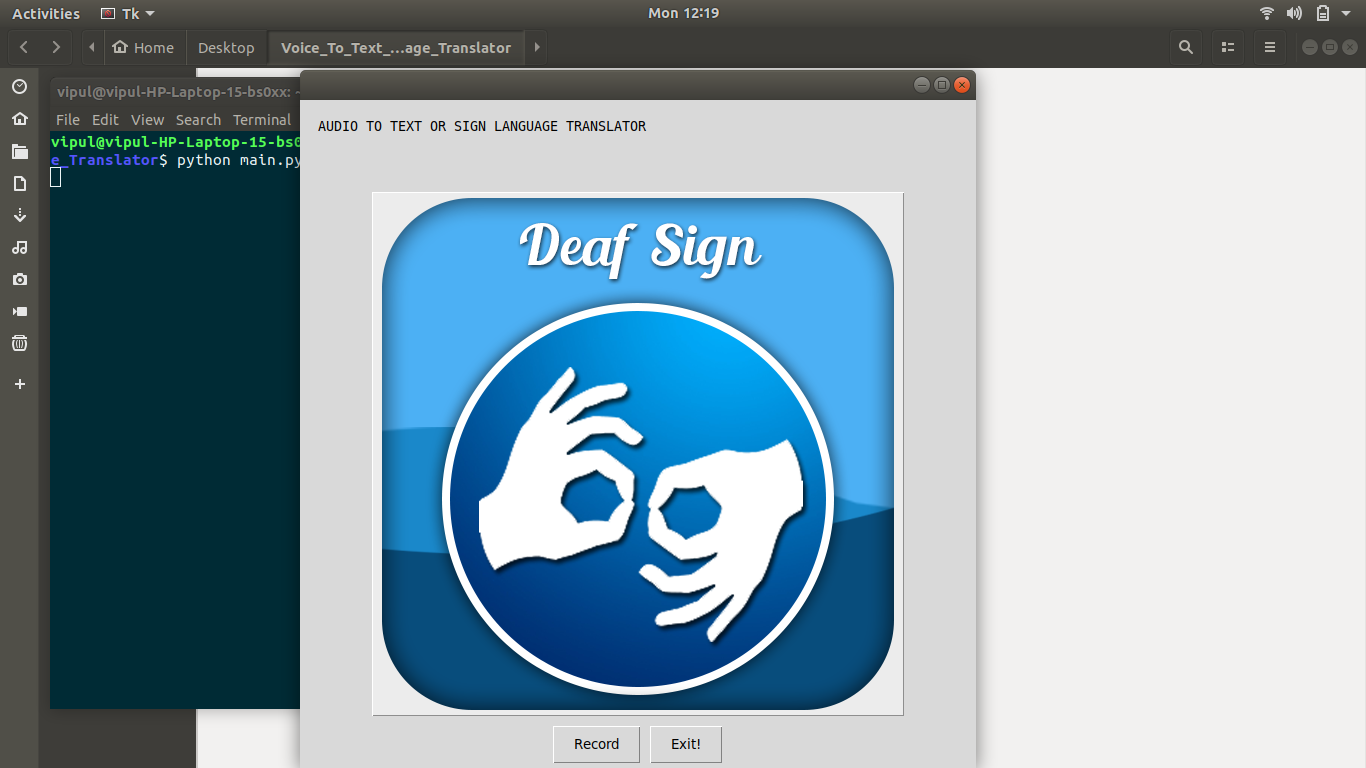 Activities Tk Mon 12:19
Home Desktop Voice_To_Text_...age_Translator
vipul@vipul-HP-Laptop-15-bs0xx: ~
File Edit View Search Terminal
vipul@vipul-HP-Laptop-15-bs0
e_Translator$ python main.py
AUDIO TO TEXT OR SIGN LANGUAGE TRANSLATOR
Deaf Sign
Record Exit!